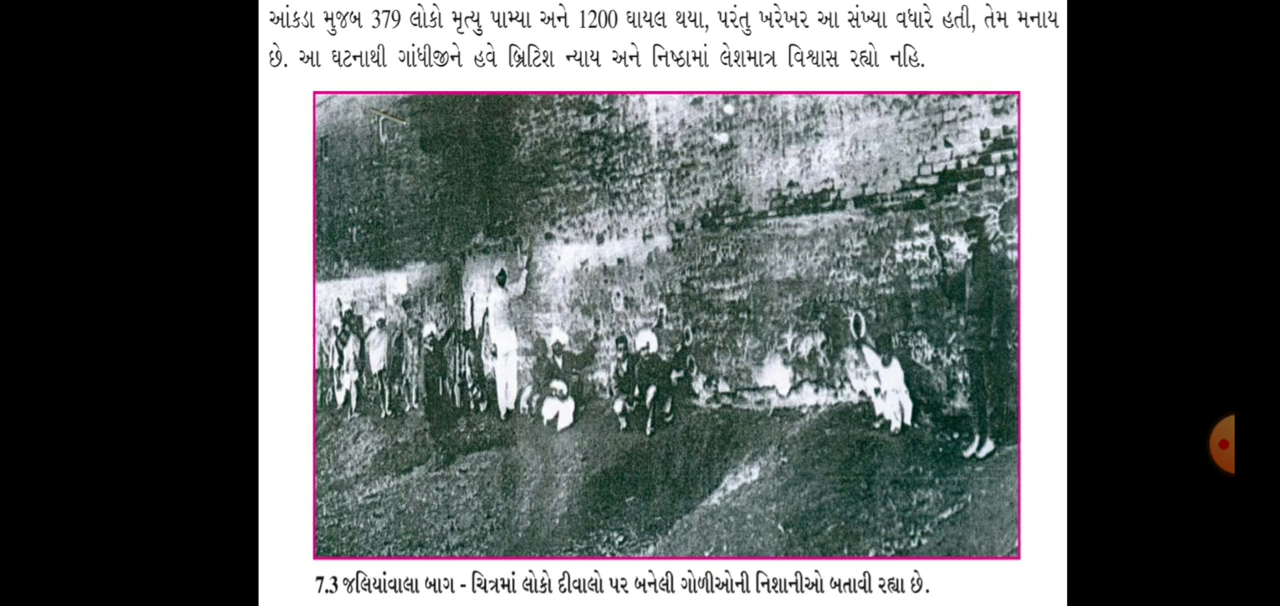 આંકડા મુજબ 379 લોકો મૃત્યુ પામ્યા અને 1200 ઘાયલ થયા, પરંતુ ખરેખર આ સંખ્યા વધારે હતી, તેમ મનાય
છે. આ ઘટનાથી ગાંધીજીને હવે બ્રિટિશ ન્યાય અને નિષ્ઠામાં લેશમાત્ર વિશ્વાસ રહ્યો નહિ.
7.3 જલિયાંવાલા બાગ - ચિત્રમાં લોકો દીવાલો પર બનેલી ગોળીઓની નિશાનીઓ બતાવી રહ્યા છે.